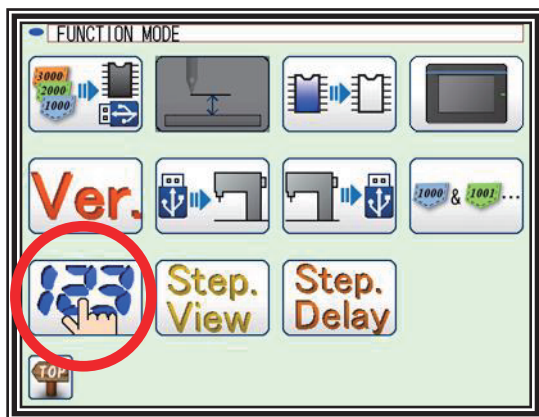 FUNCTION MODE
3000
2000
1000
Ver.
1000 & 1001...
123
Step.
View
Step.
Delay
TOP